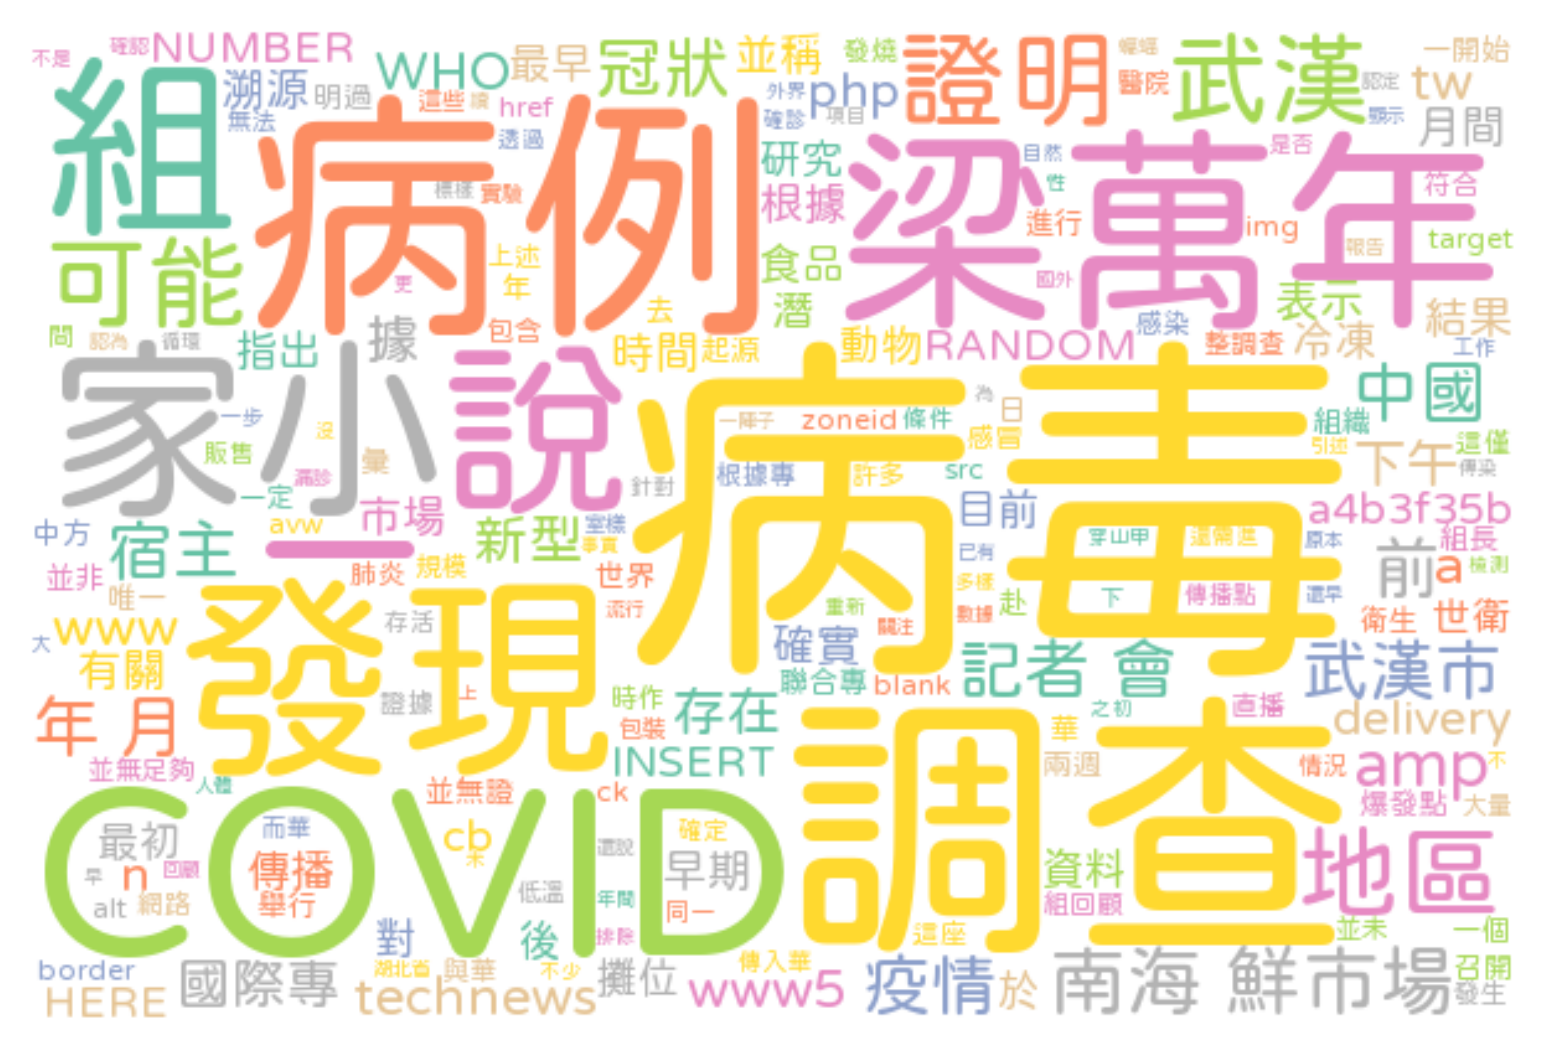 不是
確認
NUMBER
WHO
最早
冠狀
並稱
發燒
證明
蝙蝠
武漢
一開始
組
溯源
明過
這些
href
外界
php
醫院
認定
tw
無法
透過
確診
項目
顯示
月間
病例
梁萬年
研究
自然
是否
標樣
實驗
根據
性
符合
進行
img
可能
上述
食品
報告
target
年
更
國外
潛
表示
去
結果
問
認為
循環
指出
據
包含
時間
起源
動物
RANDOM
感染
整調查
冷凍
工作
家小
說
病毒
中國
一步
沒
一陣子
zoneid
條件
為
日
感冒
組織
引述
下午
這僅
傳染
販售
漏診
彙
一定
針對
根據專
許多
src
市場
目前
a4b3f35b
中方
宿主
avw
一
新型
室樣
事實
穿山甲
這需進
原本
組長
已有
前
a
檢測
並非
肺炎
規模
世界
多樣
唯一
流行
存活
重新
數據
赴
下
傳播點
還早
關注
衛生
世衛
大
www
有關
發現
確實
記者 會
武漢市
聯合專
blank
年 月
證據
上
時作
包裝
存在
之初
直播
華
delivery
並無足夠
人體
INSERT
調查
兩週
情況
amp
不
並無證
ck
爆發點
大量
COVID
最初
而華
cb
未
確定
還說
早期
地區
早
n
回顧
傳播
資料
alt
網路
舉行
低溫
年間
同一
組回顧
對
後
排除
這座
並未
一個
border
國際專
湖北省
與華
不少
攤位
傳入華
疫情
於
南海 鮮市場
召開
發生
HERE
technews
www5